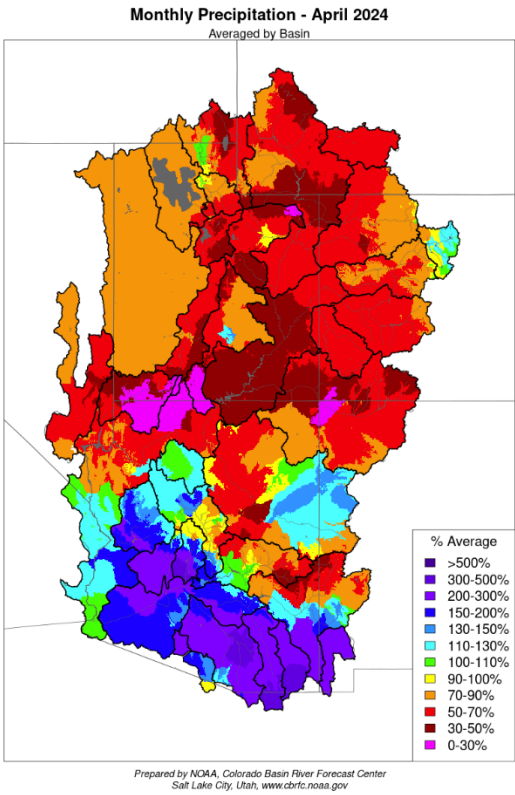 Monthly Precipitation - April 2024
Averaged by Basin
% Average
>500%
300-500%
200-300%
150-200%
130-150%
110-130%
100-110%
90-100%
70-90%
50-70%
30-50%
0-30%
Prepared by NOAA, Colorado Basin River Forecast Center
Salt Lake City, Utah, www.cbrfc.noaa.gov